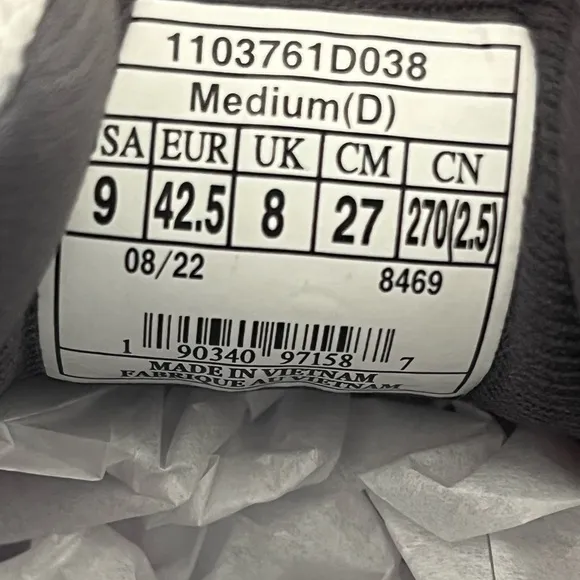 1103761D038
Medium(D)
SA EUR UK CM CN
9 42.5 8 27 270(2.5)
08/22 8469
1 90340 97158 7
MADE IN VIETNAM
FABRIQUE AU VIETNAM